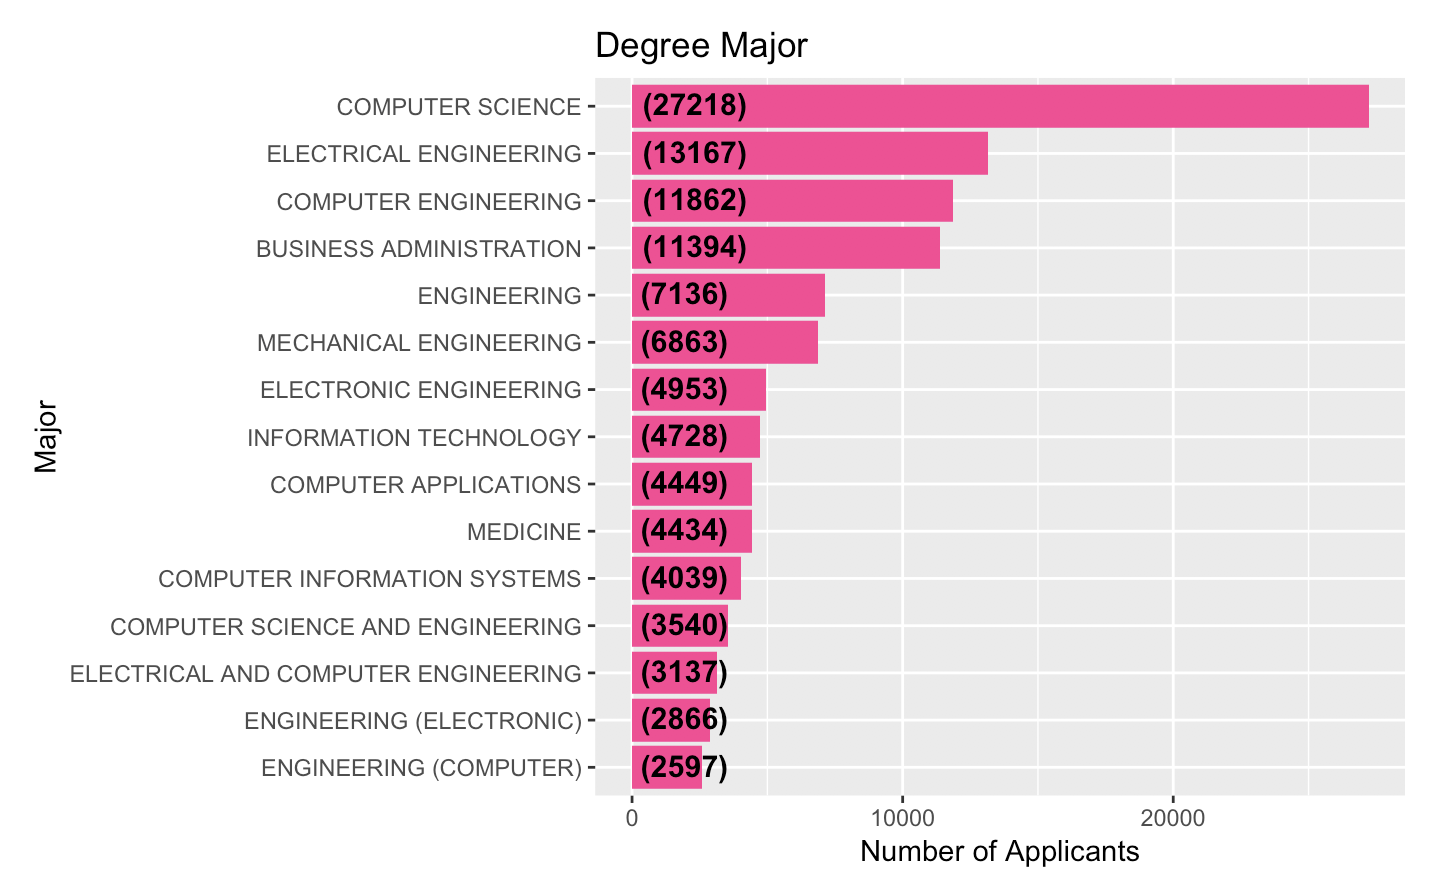 Degree Major
COMPUTER SCIENCE (27218)
ELECTRICAL ENGINEERING (13167)
COMPUTER ENGINEERING (11862)
BUSINESS ADMINISTRATION (11394)
ENGINEERING (7136)
MECHANICAL ENGINEERING (6863)
ELECTRONIC ENGINEERING (4953)
INFORMATION TECHNOLOGY (4728)
COMPUTER APPLICATIONS (4449)
MEDICINE (4434)
COMPUTER INFORMATION SYSTEMS (4039)
COMPUTER SCIENCE AND ENGINEERING (3540)
ELECTRICAL AND COMPUTER ENGINEERING (3137)
ENGINEERING (ELECTRONIC) (2866)
ENGINEERING (COMPUTER) (2597)
0 10000 20000
Number of Applicants
Major